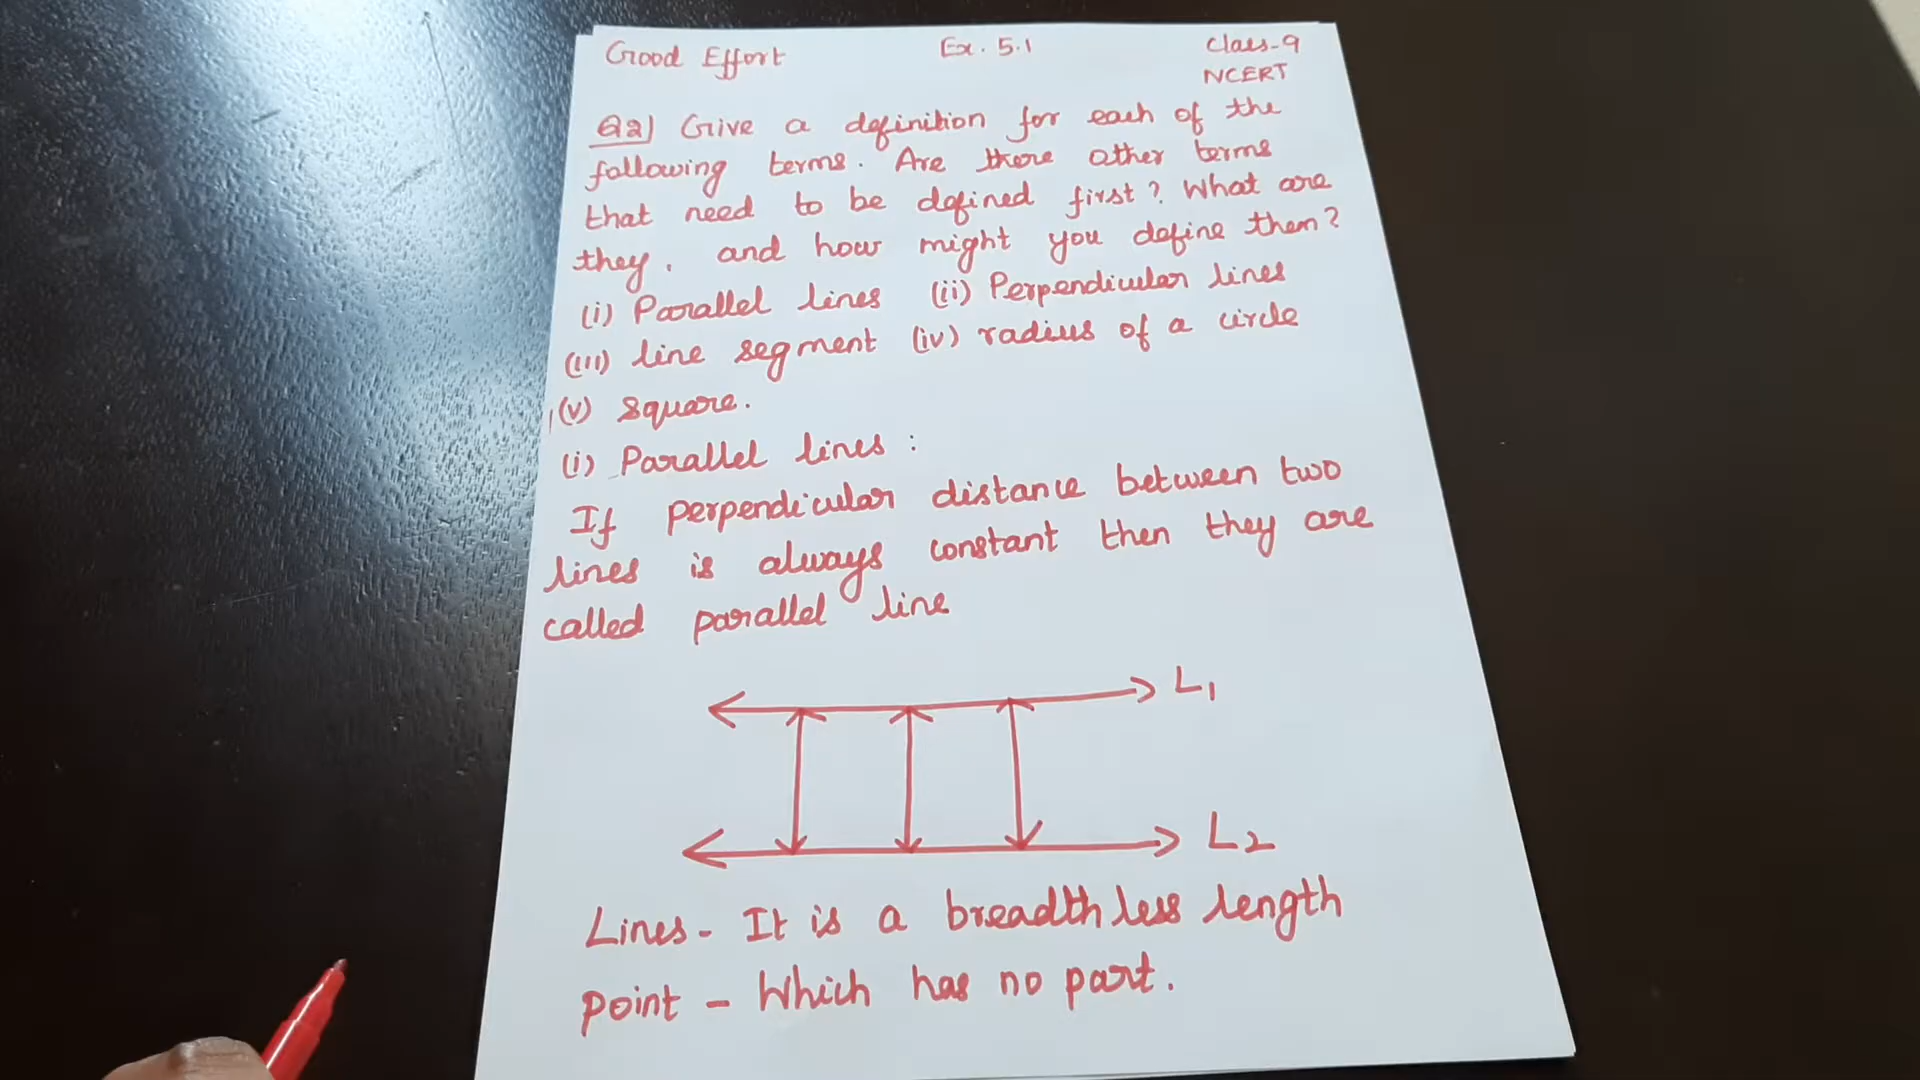 Good Effort Ex. 5.1 Class-9
NCERT
Q2) Give a definition for each of the
following terms. Are there other terms
that need to be defined first? What are
they, and how might you define them?
(i) Parallel lines (ii) Perpendicular lines
(iii) line segment (iv) radius of a circle
(v) square.
(i) Parallel lines :
If perpendicular distance between two
lines is always constant then they are
called parallel line
L1
L2
Lines - It is a breadthless length
Point - Which has no part.